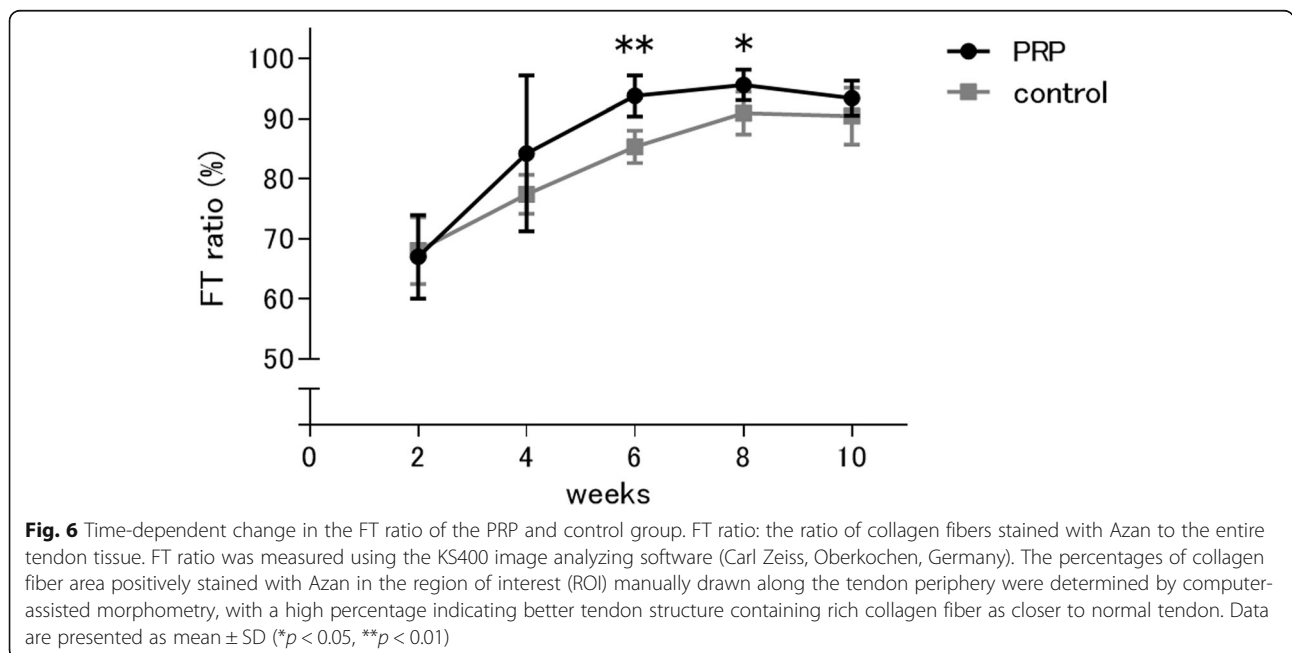 ** *
PRP
control
100
90
80
70
60
50
FT ratio (%)
0 2 4 6 8 10
weeks
Fig. 6 Time-dependent change in the FT ratio of the PRP and control group. FT ratio: the ratio of collagen fibers stained with Azan to the entire
tendon tissue. FT ratio was measured using the KS400 image analyzing software (Carl Zeiss, Oberkochen, Germany). The percentages of collagen
fiber area positively stained with Azan in the region of interest (ROI) manually drawn along the tendon periphery were determined by computer-
assisted morphometry, with a high percentage indicating better tendon structure containing rich collagen fiber as closer to normal tendon. Data
are presented as mean ± SD (*p < 0.05, **p < 0.01)